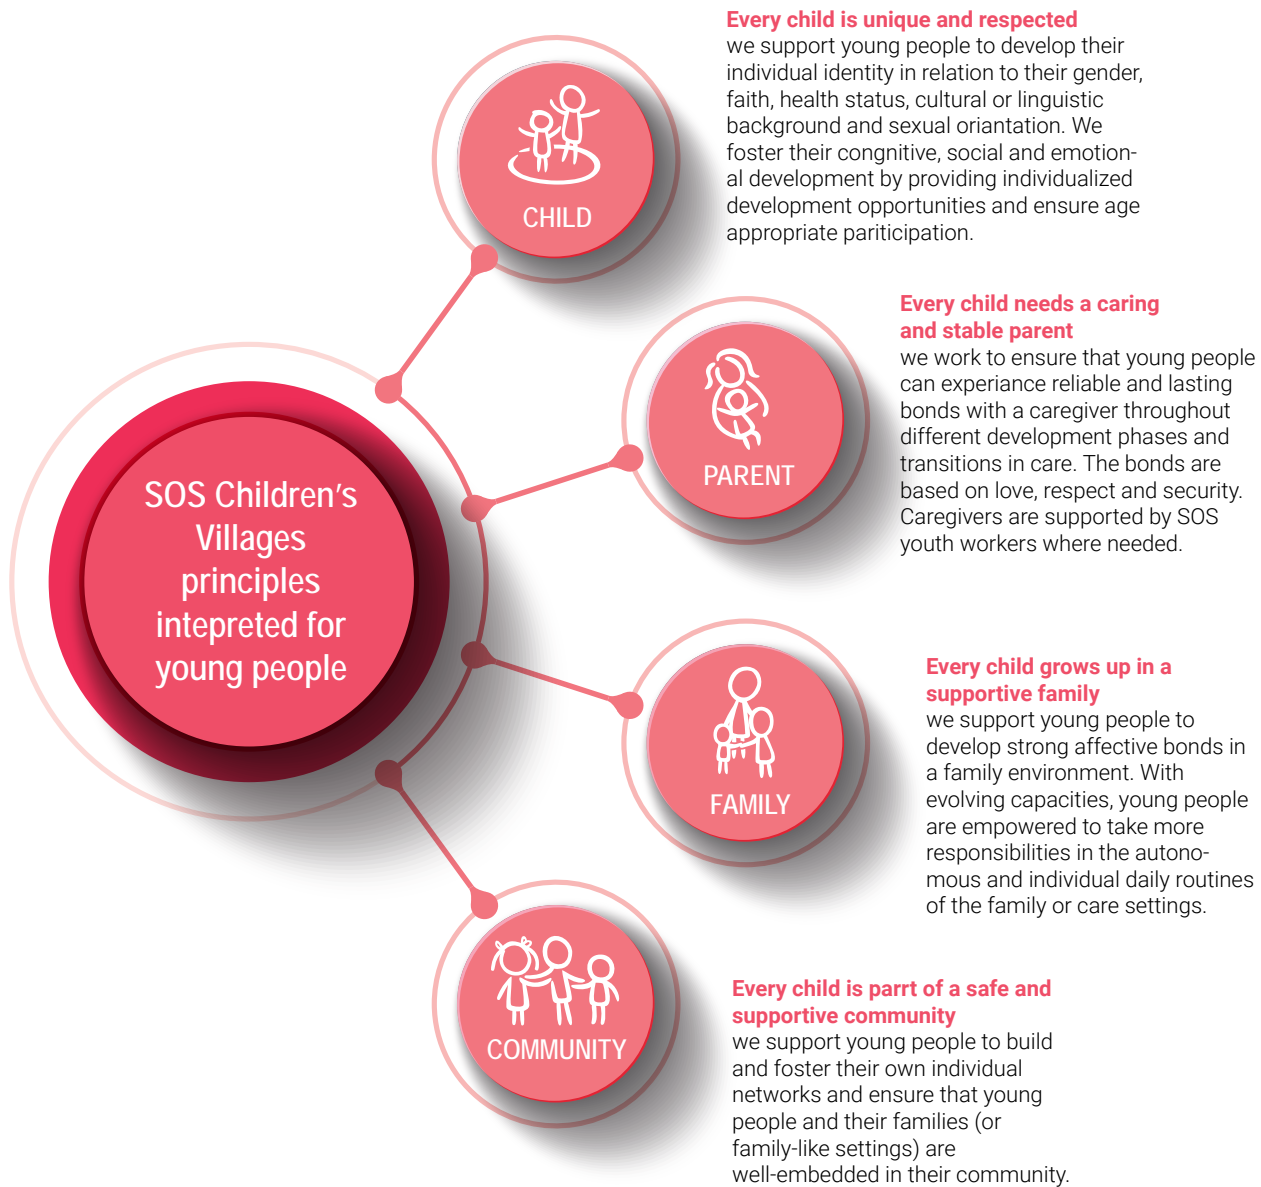 Every child is unique and respected
we support young people to develop their
individual identity in relation to their gender,
faith, health status, cultural or linguistic
background and sexual oriantation. We
foster their congnitive, social and emotion-
al development by providing individualized
development opportunities and ensure age
appropriate pariticipation.
CHILD
Every child needs a caring
and stable parent
we work to ensure that young people
can experiance reliable and lasting
bonds with a caregiver throughout
different development phases and
transitions in care. The bonds are
based on love, respect and security.
Caregivers are supported by SOS
youth workers where needed.
PARENT
SOS Children's
Villages
principles
intepreted for
young people
Every child grows up in a
supportive family
we support young people to
develop strong affective bonds in
a family environment. With
evolving capacities, young people
are empowered to take more
responsibilities in the autono-
mous and individual daily routines
of the family or care settings.
FAMILY
Every child is parrt of a safe and
supportive community
we support young people to build
and foster their own individual
networks and ensure that young
people and their families (or
family-like settings) are
well-embedded in their community.
COMMUNITY